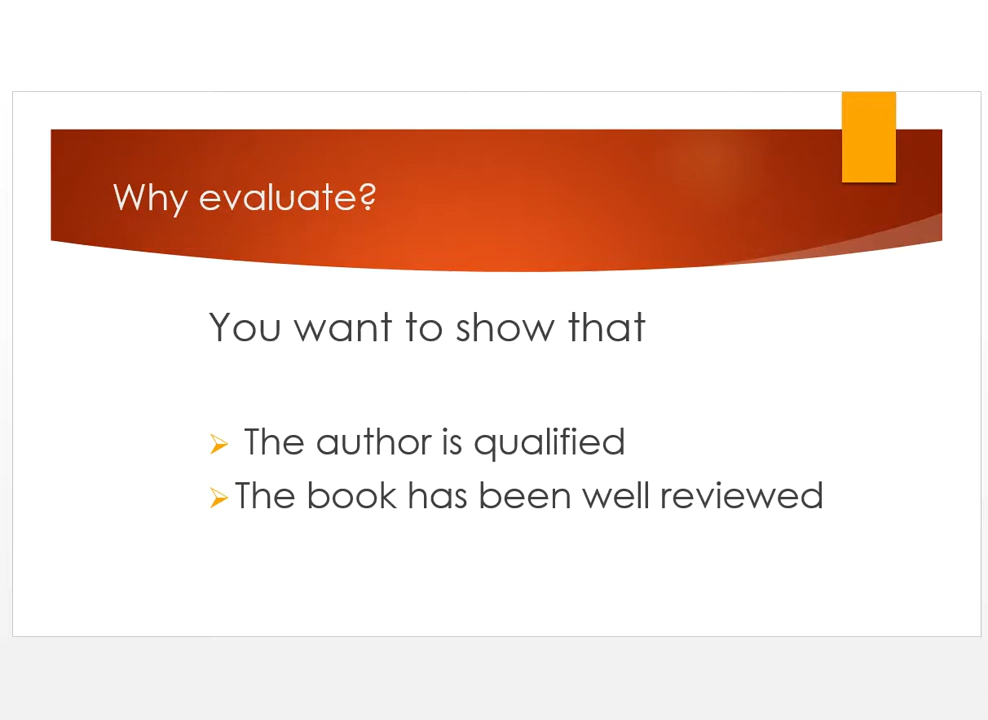 Why evaluate?
You want to show that
The author is qualified
The book has been well reviewed